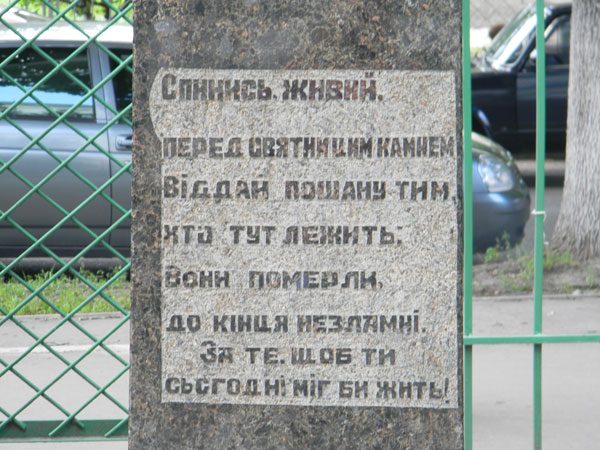 Спинись, живий,
перед святим цим каменем
Віддай пошану тим,
хто тут лежить.
Вони померли,
до кінця незламні.
За те, щоб ти
сьогодні міг би жить!